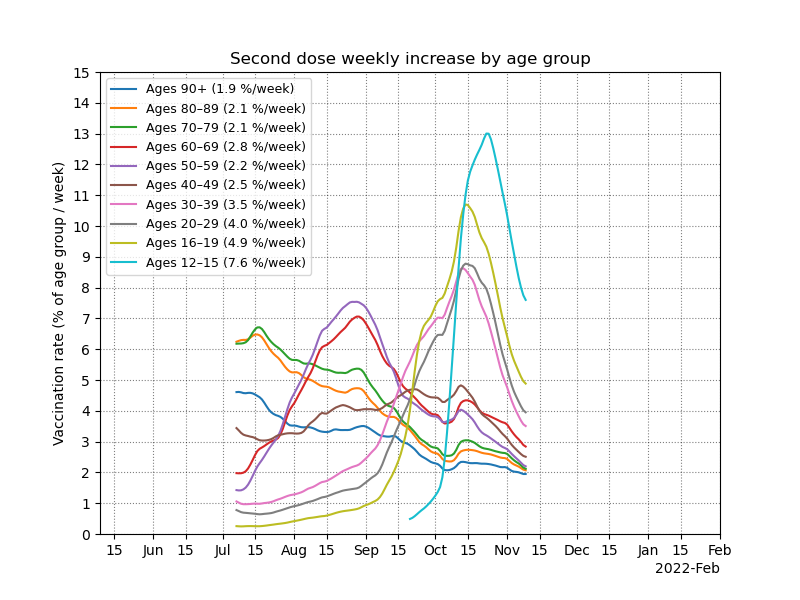 Second dose weekly increase by age group
Vaccination rate (% of age group / week)
15
14
13
12
11
10
9
8
7
6
5
4
3
2
1
0
Ages 90+ (1.9 %/week)
Ages 80–89 (2.1 %/week)
Ages 70–79 (2.1 %/week)
Ages 60–69 (2.8 %/week)
Ages 50–59 (2.2 %/week)
Ages 40–49 (2.5 %/week)
Ages 30–39 (3.5 %/week)
Ages 20–29 (4.0 %/week)
Ages 16–19 (4.9 %/week)
Ages 12–15 (7.6 %/week)
15 Jun 15 Jul 15 Aug 15 Sep 15 Oct 15 Nov 15 Dec 15 Jan 15 Feb
2022-Feb